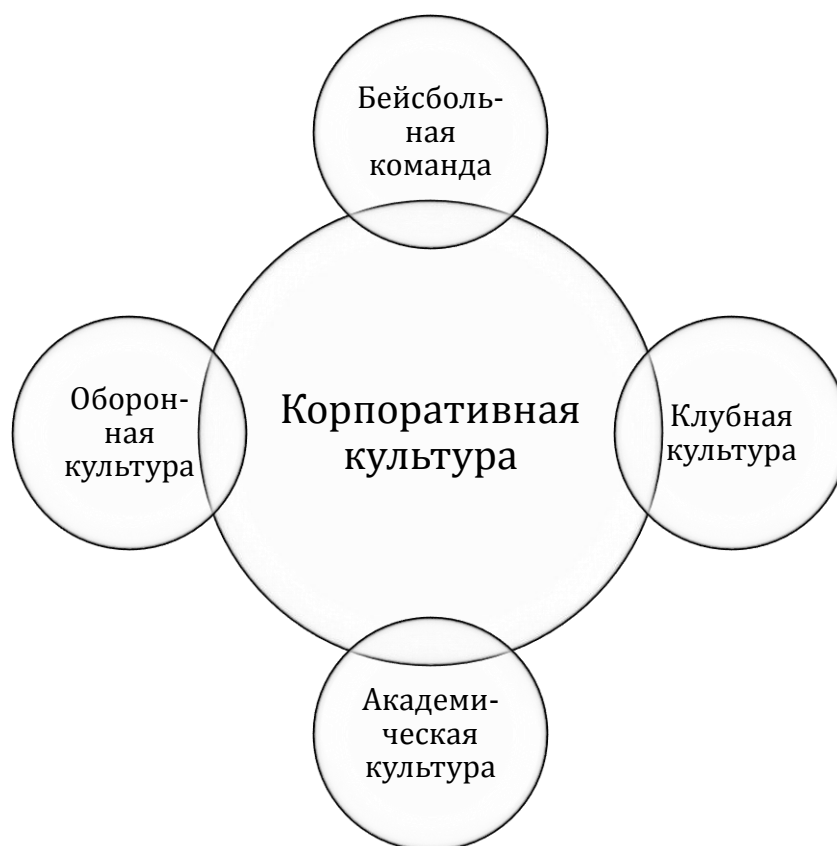 Бейсболь-
ная
команда
Оборон-
ная
культура
Корпоративная
культура
Клубная
культура
Академи-
ческая
культура